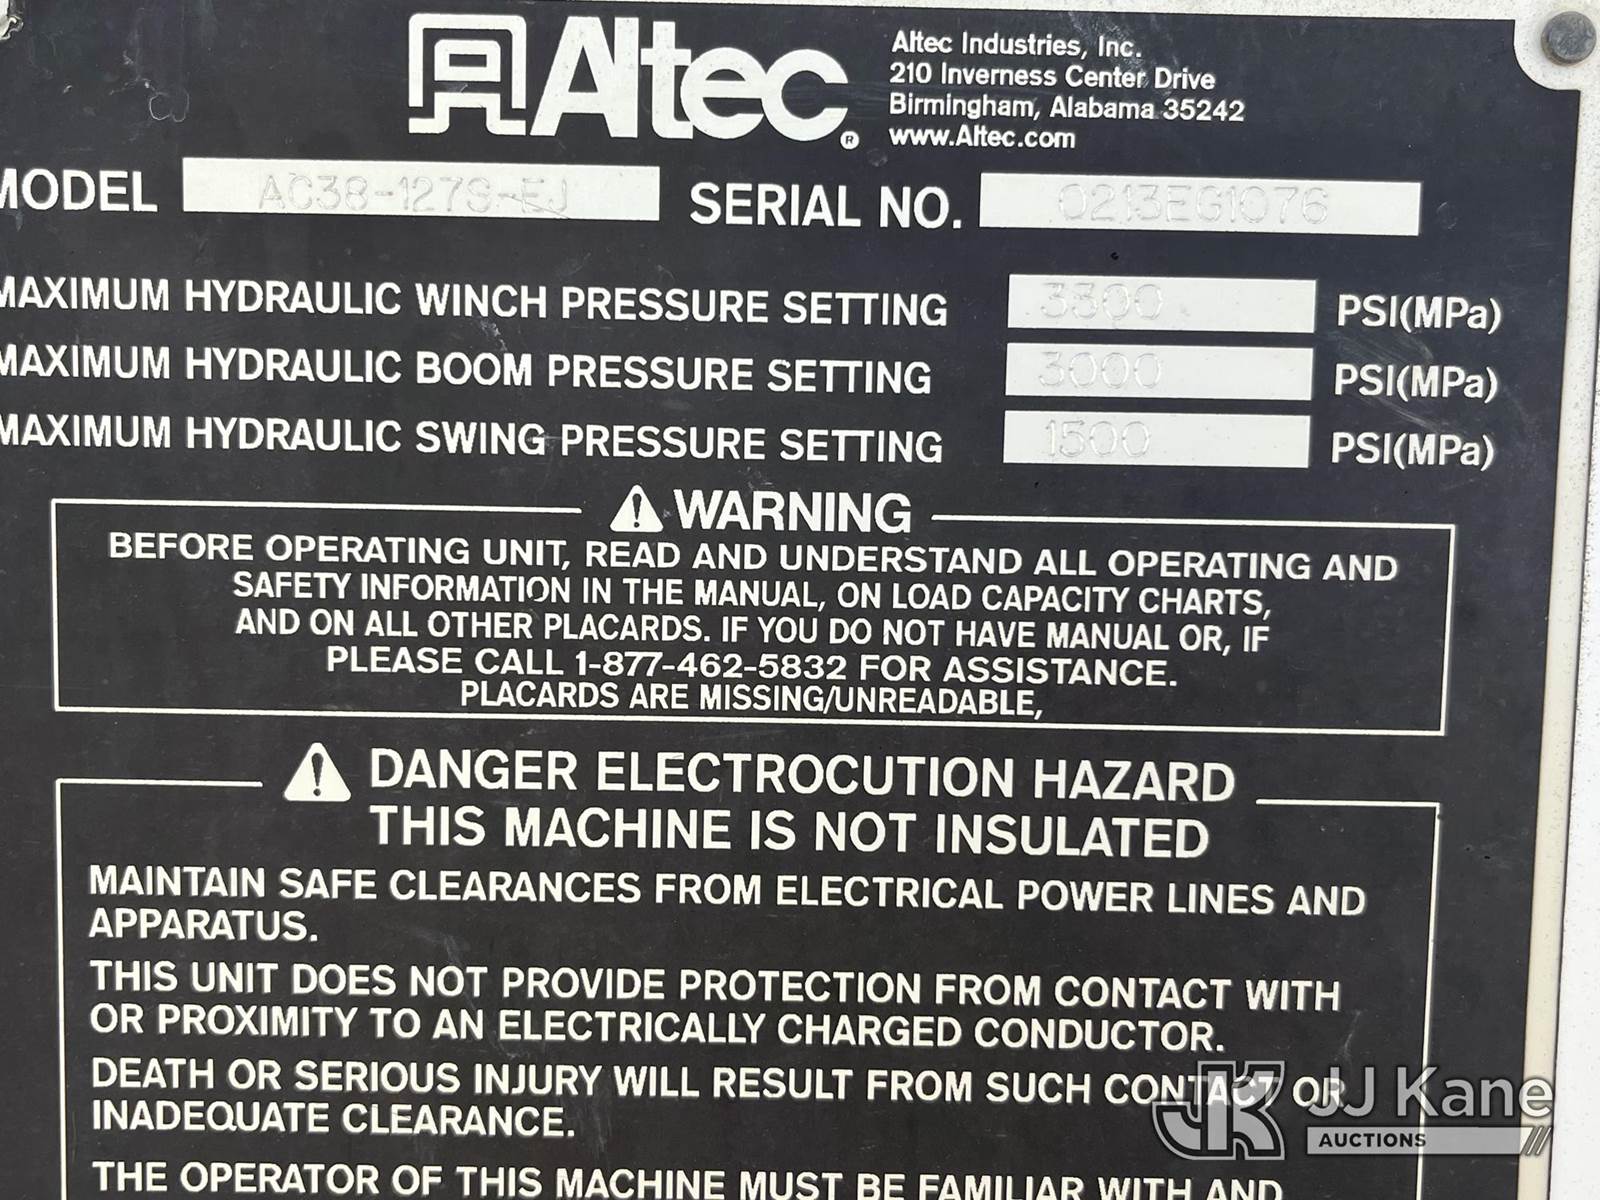 Altec®
Altec Industries, Inc.
210 Inverness Center Drive
Birmingham, Alabama 35242
www.Altec.com
MODEL AC38-127S-EJ SERIAL NO. 0213EG1076
MAXIMUM HYDRAULIC WINCH PRESSURE SETTING 3300 PSI(MPa)
MAXIMUM HYDRAULIC BOOM PRESSURE SETTING 3000 PSI(MPa)
MAXIMUM HYDRAULIC SWING PRESSURE SETTING 1500 PSI(MPa)
WARNING
BEFORE OPERATING UNIT, READ AND UNDERSTAND ALL OPERATING AND
SAFETY INFORMATION IN THE MANUAL, ON LOAD CAPACITY CHARTS,
AND ON ALL OTHER PLACARDS. IF YOU DO NOT HAVE MANUAL OR, IF
PLEASE CALL 1-877-462-5832 FOR ASSISTANCE.
PLACARDS ARE MISSING/UNREADABLE,
DANGER ELECTROCUTION HAZARD
THIS MACHINE IS NOT INSULATED
MAINTAIN SAFE CLEARANCES FROM ELECTRICAL POWER LINES AND
APPARATUS.
THIS UNIT DOES NOT PROVIDE PROTECTION FROM CONTACT WITH
OR PROXIMITY TO AN ELECTRICALLY CHARGED CONDUCTOR.
DEATH OR SERIOUS INJURY WILL RESULT FROM SUCH CONTACT OR
INADEQUATE CLEARANCE.
THE OPERATOR OF THIS MACHINE MUST BE FAMILIAR WITH AND
JK JJ Kane
AUCTIONS